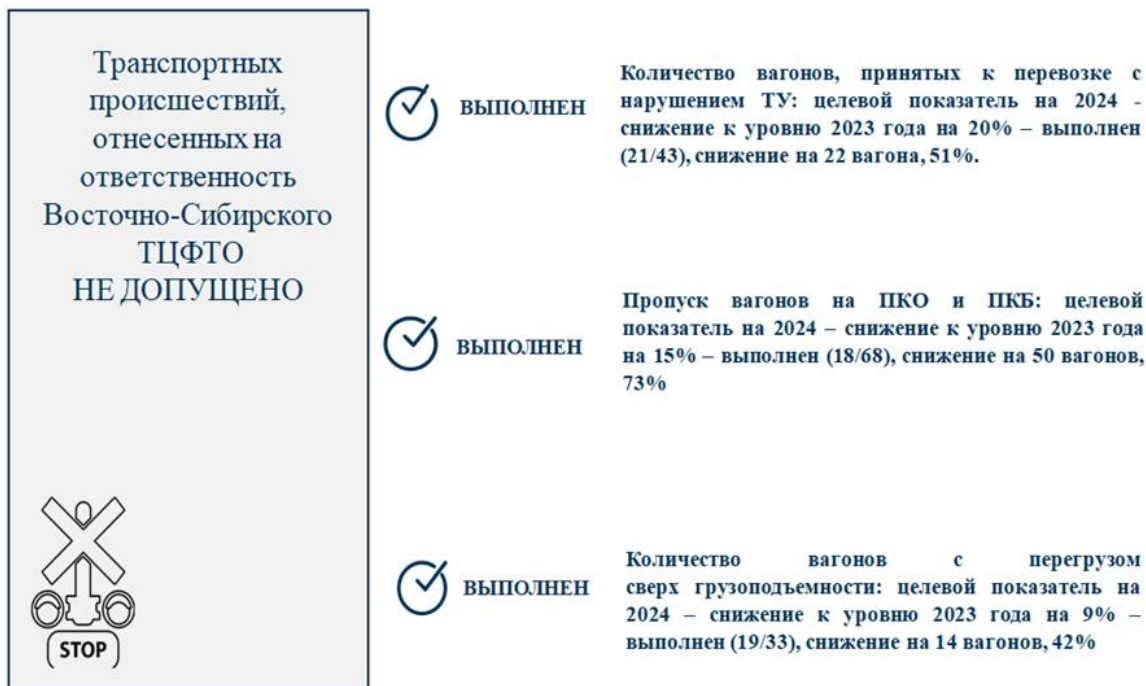 Транспортных
происшествий,
отнесенных на
ответственность
Восточно-Сибирского
ТЦФТО
НЕ ДОПУЩЕНО
STOP
ВЫПОЛНЕН
Количество вагонов, принятых к перевозке с
нарушением ТУ: целевой показатель на 2024 -
снижение к уровню 2023 года на 20% – выполнен
(21/43), снижение на 22 вагона, 51%.
ВЫПОЛНЕН
Пропуск вагонов на ПКО и ПКБ: целевой
показатель на 2024 – снижение к уровню 2023 года
на 15% – выполнен (18/68), снижение на 50 вагонов,
73%
ВЫПОЛНЕН
Количество вагонов с перегрузом
сверх грузоподъемности: целевой показатель на
2024 – снижение к уровню 2023 года на 9% –
выполнен (19/33), снижение на 14 вагонов, 42%